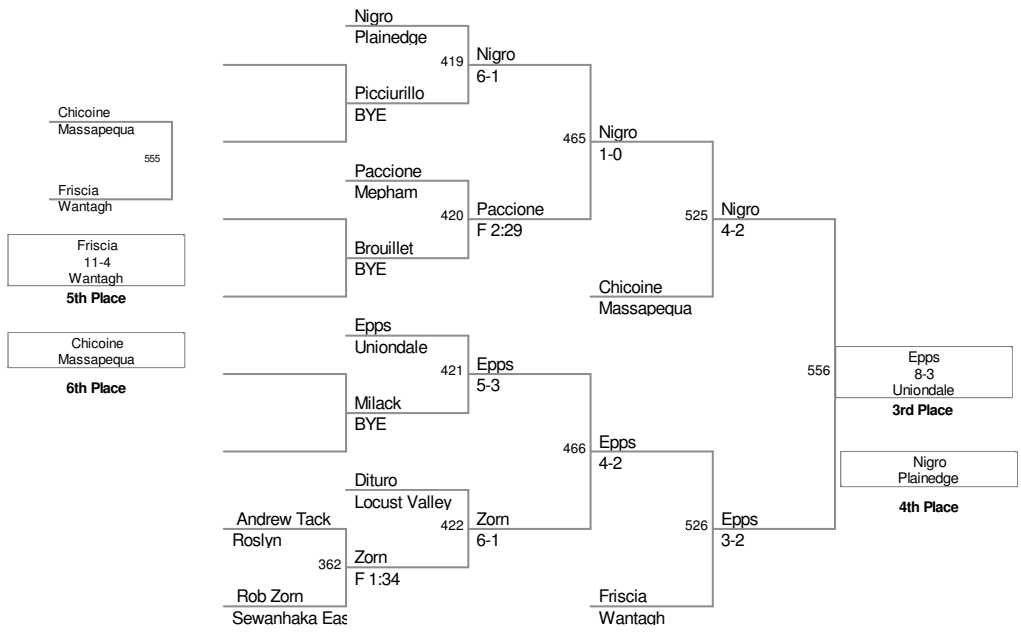 Nigro
Plainedge
419
Nigro
6-1
Picciurillo
BYE
Chicoine
Massapequa
555
Friscia
Wantagh
465
Nigro
1-0
Paccione
Mepham
420
Paccione
F 2:29
Brouillet
BYE
525
Nigro
4-2
Friscia
11-4
Wantagh
5th Place
Chicoine
Massapequa
Chicoine
Massapequa
6th Place
Epps
Uniondale
421
Epps
5-3
Milack
BYE
556
Epps
8-3
Uniondale
3rd Place
466
Epps
4-2
Nigro
Plainedge
4th Place
Dituro
Locust Valley
422
Zorn
6-1
Andrew Tack
Roslyn
362
Zorn
F 1:34
Rob Zorn
Sewanhaka Eas
526
Epps
3-2
Friscia
Wantagh